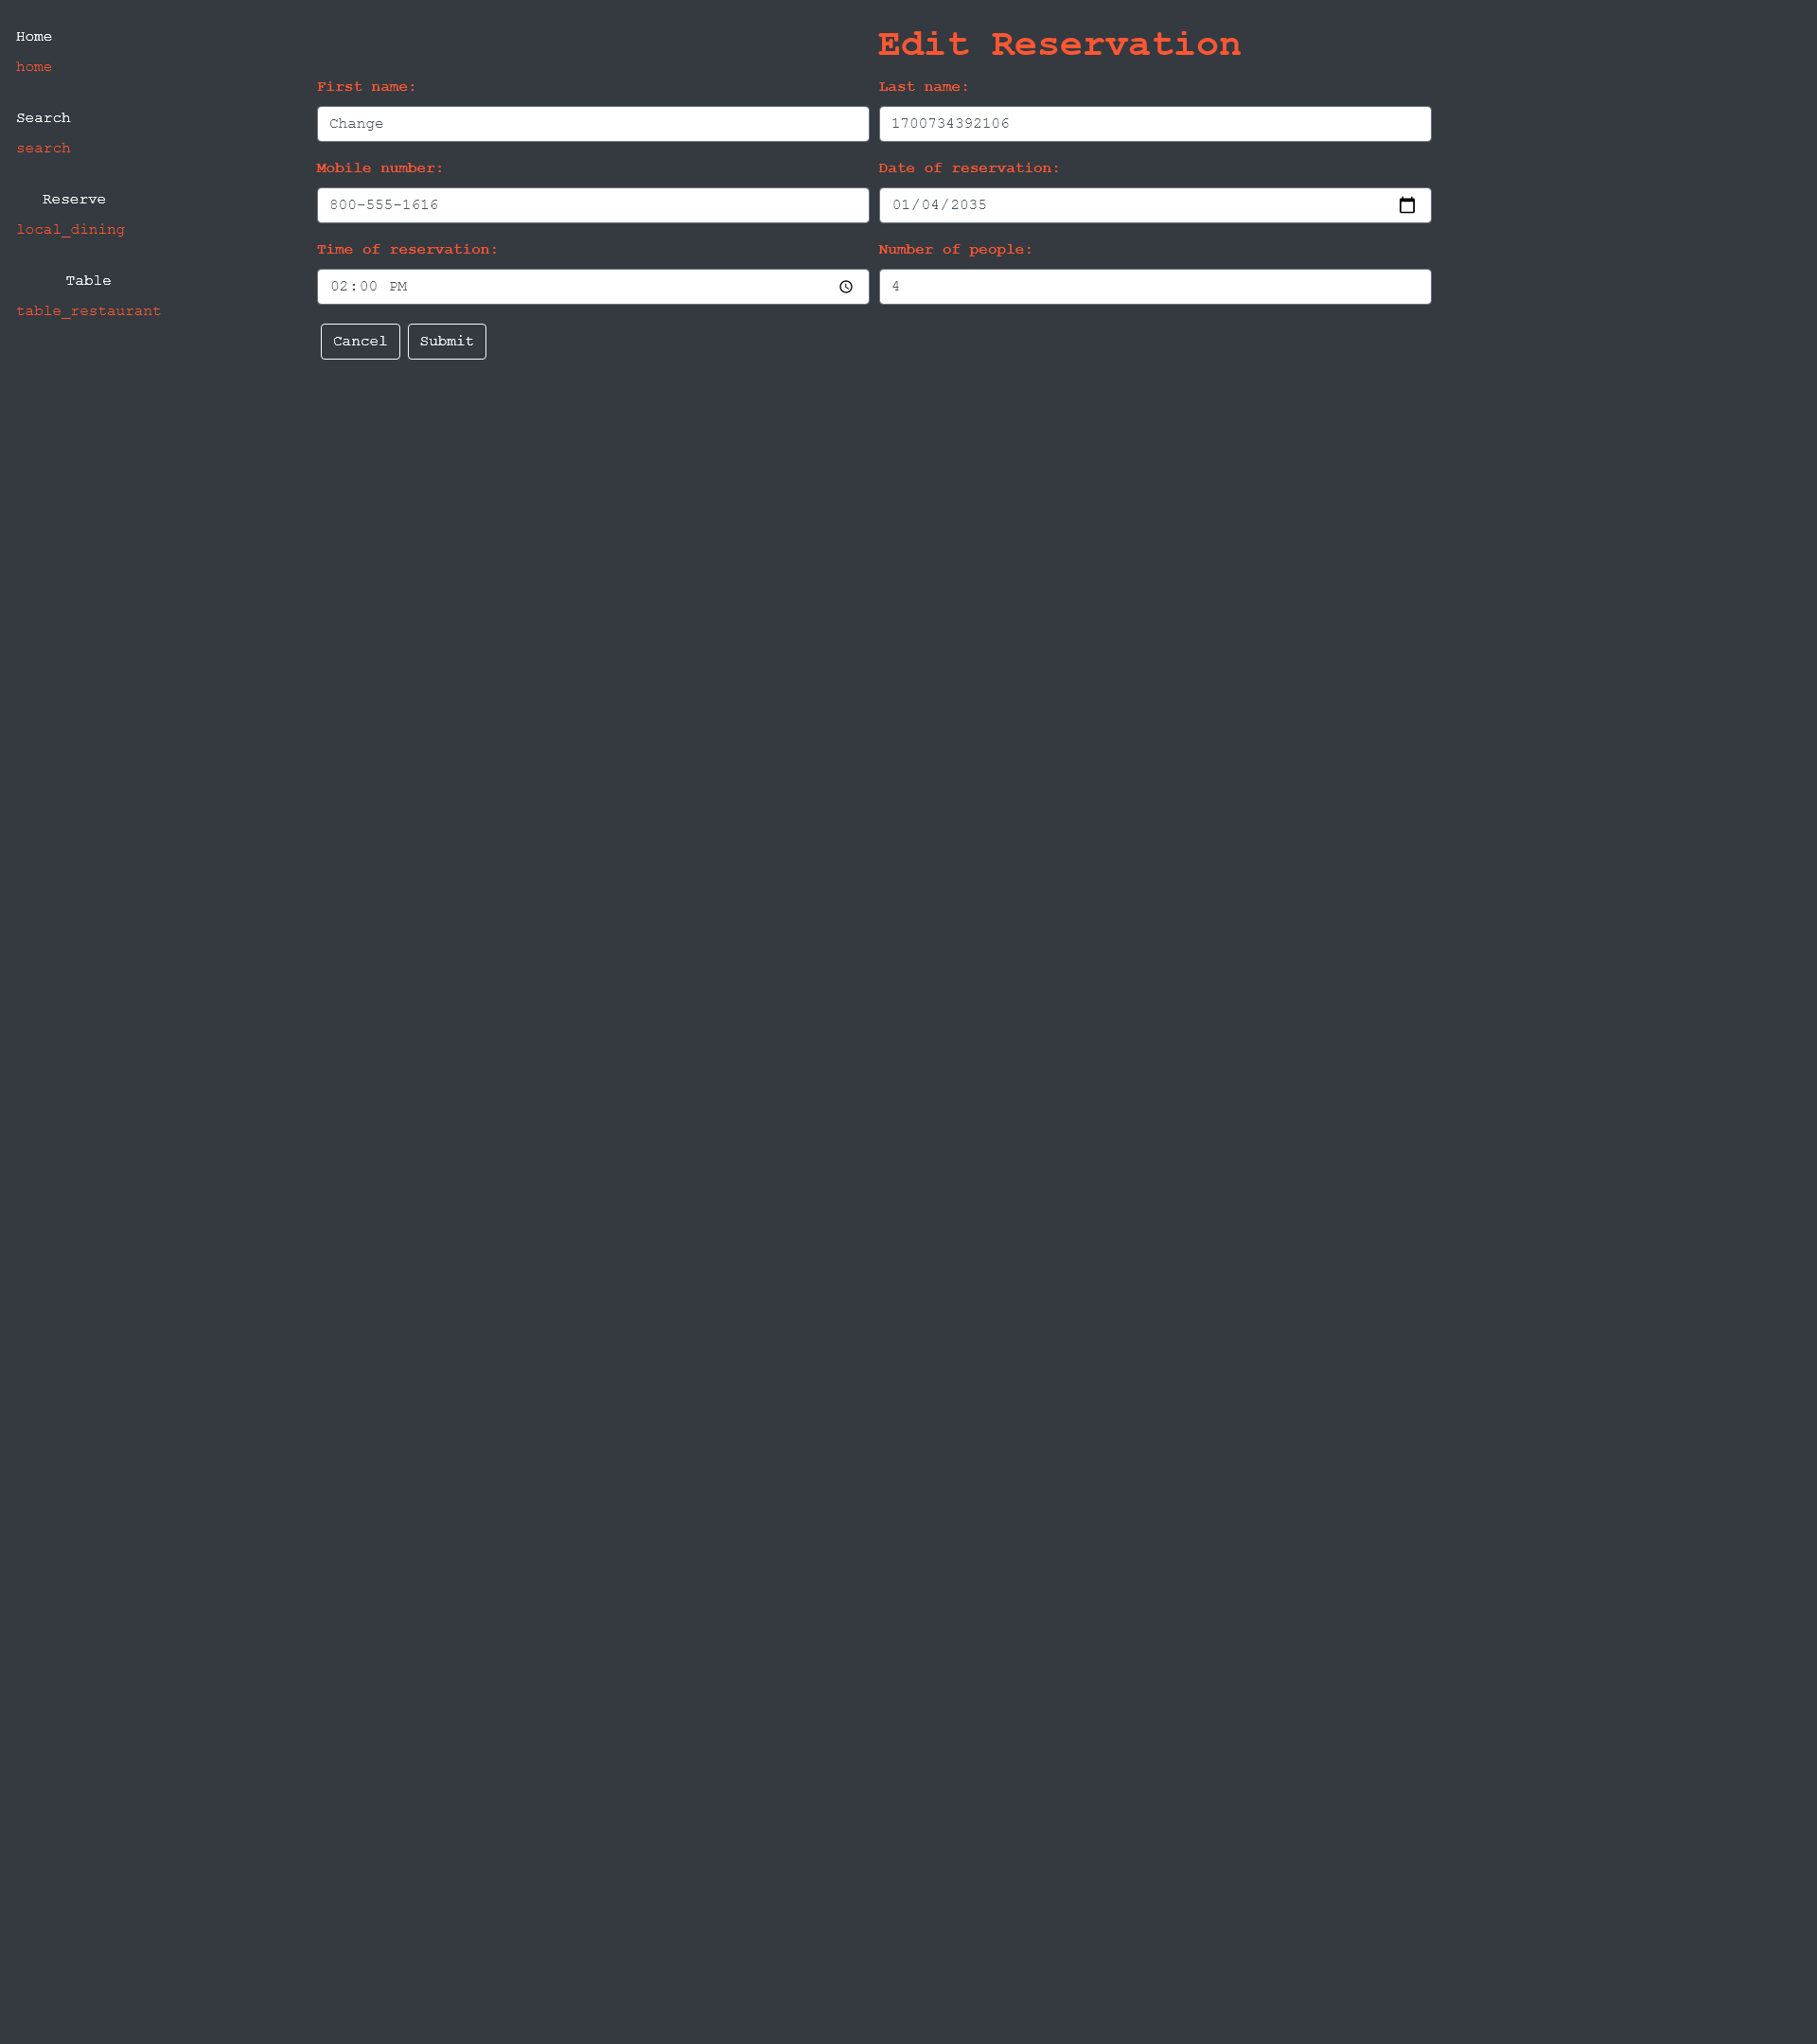 Home
home
Search
search
Reserve
local_dining
Table
table_restaurant
Edit Reservation
First name:
Last name:
Change
1700734392106
Mobile number:
Date of reservation:
800-555-1616
01/04/2035
Time of reservation:
Number of people:
02:00 PM
4
Cancel
Submit